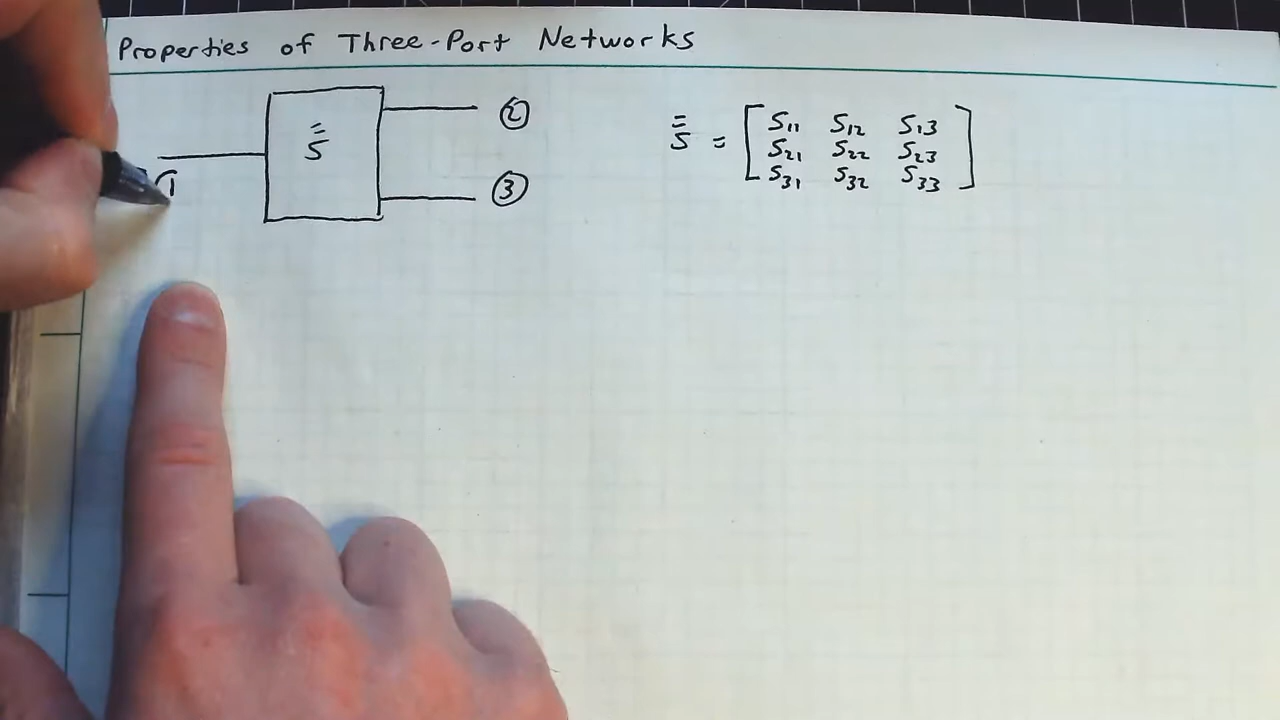 Properties of Three-Port Networks
1
S̿
2
3
S̿ = [ S11 S12 S13
S21 S22 S23
S31 S32 S33 ]